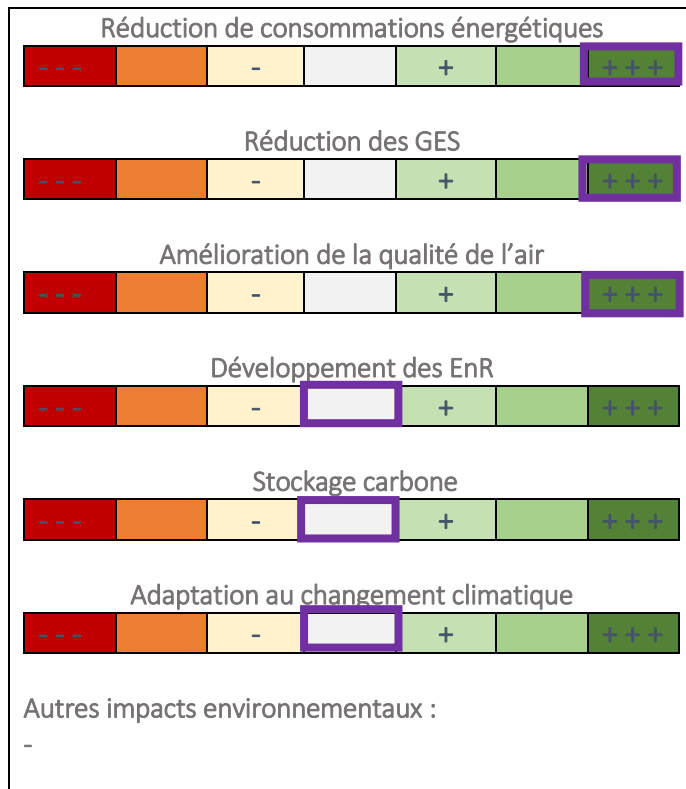 Réduction de consommations énergétiques
- - - - + + + +
Réduction des GES
- - - - + + + +
Amélioration de la qualité de l’air
- - - - + + + +
Développement des EnR
- - - - + + + +
Stockage carbone
- - - - + + + +
Adaptation au changement climatique
- - - - + + + +
Autres impacts environnementaux :
-